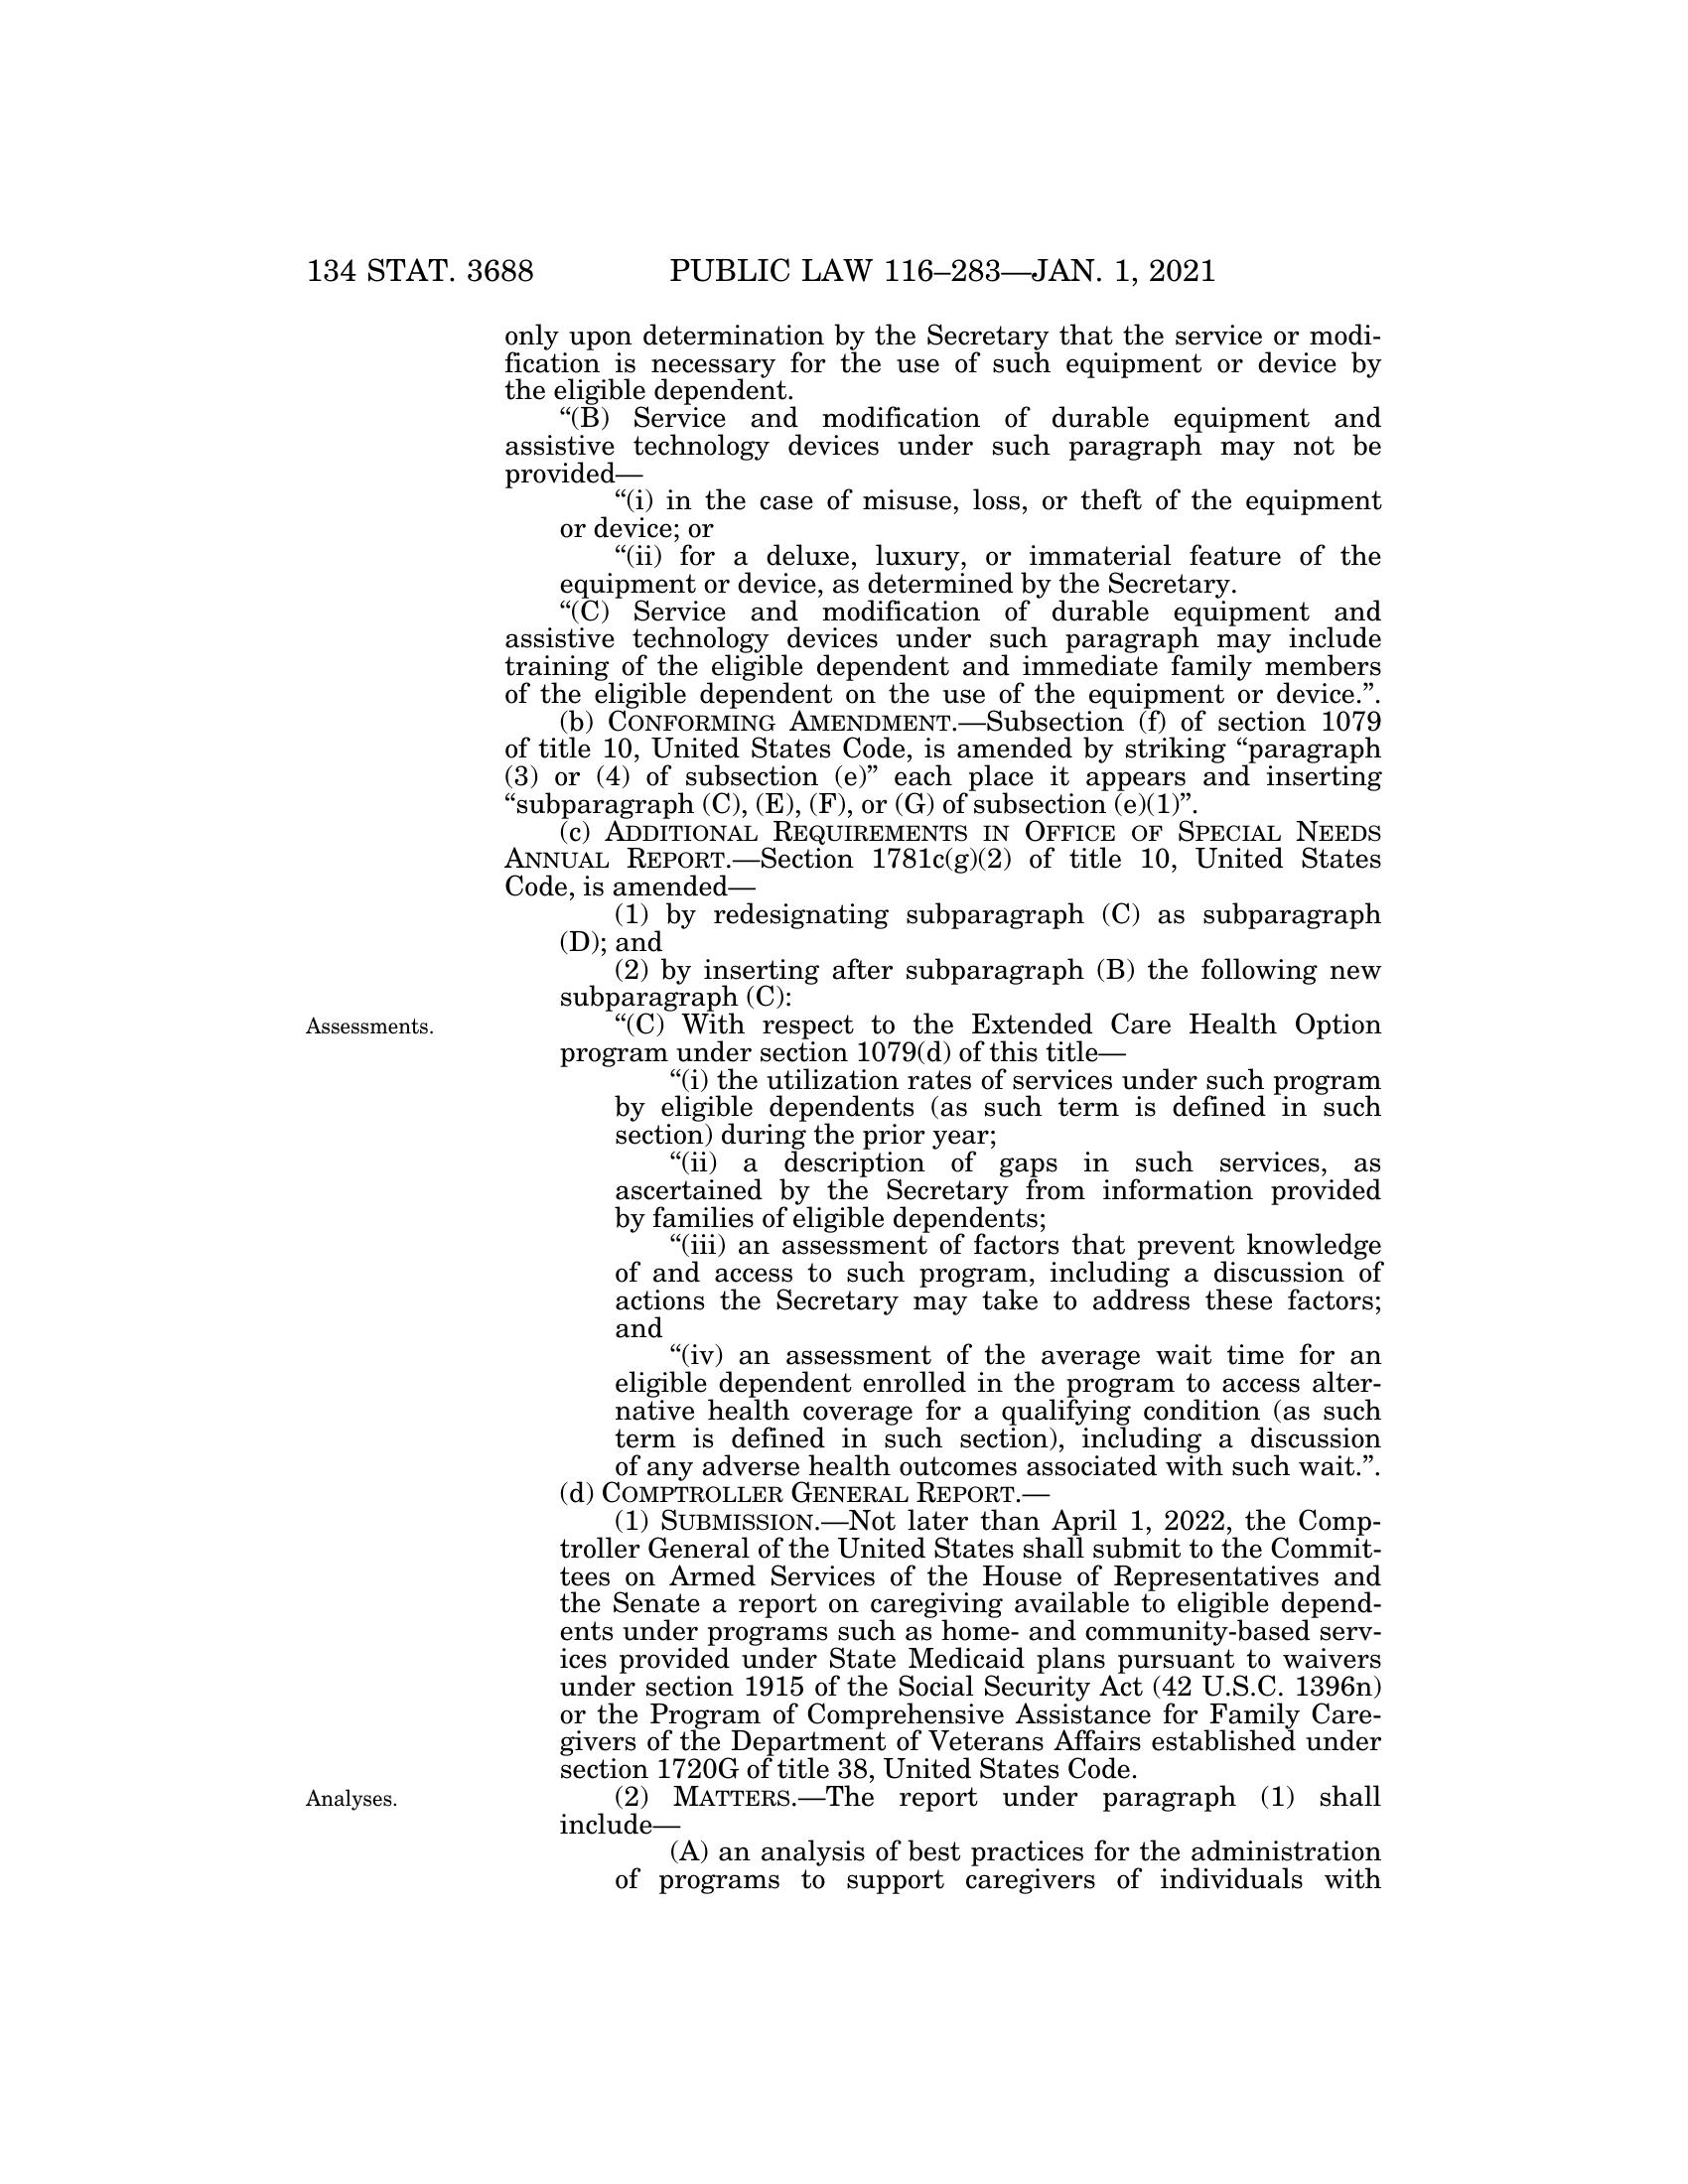 134 STAT. 3688 PUBLIC LAW 116–283—JAN. 1, 2021
only upon determination by the Secretary that the service or modi-
fication is necessary for the use of such equipment or device by
the eligible dependent.
“(B) Service and modification of durable equipment and
assistive technology devices under such paragraph may not be
provided—
“(i) in the case of misuse, loss, or theft of the equipment
or device; or
“(ii) for a deluxe, luxury, or immaterial feature of the
equipment or device, as determined by the Secretary.
“(C) Service and modification of durable equipment and
assistive technology devices under such paragraph may include
training of the eligible dependent and immediate family members
of the eligible dependent on the use of the equipment or device.”.
(b) CONFORMING AMENDMENT.—Subsection (f) of section 1079
of title 10, United States Code, is amended by striking “paragraph
(3) or (4) of subsection (e)” each place it appears and inserting
“subparagraph (C), (E), (F), or (G) of subsection (e)(1)”.
(c) ADDITIONAL REQUIREMENTS IN OFFICE OF SPECIAL NEEDS
ANNUAL REPORT.—Section 1781c(g)(2) of title 10, United States
Code, is amended—
(1) by redesignating subparagraph (C) as subparagraph
(D); and
(2) by inserting after subparagraph (B) the following new
subparagraph (C):
Assessments.
“(C) With respect to the Extended Care Health Option
program under section 1079(d) of this title—
“(i) the utilization rates of services under such program
by eligible dependents (as such term is defined in such
section) during the prior year;
“(ii) a description of gaps in such services, as
ascertained by the Secretary from information provided
by families of eligible dependents;
“(iii) an assessment of factors that prevent knowledge
of and access to such program, including a discussion of
actions the Secretary may take to address these factors;
and
“(iv) an assessment of the average wait time for an
eligible dependent enrolled in the program to access alter-
native health coverage for a qualifying condition (as such
term is defined in such section), including a discussion
of any adverse health outcomes associated with such wait.”.
(d) COMPTROLLER GENERAL REPORT.—
(1) SUBMISSION.—Not later than April 1, 2022, the Comp-
troller General of the United States shall submit to the Commit-
tees on Armed Services of the House of Representatives and
the Senate a report on caregiving available to eligible depend-
ents under programs such as home- and community-based serv-
ices provided under State Medicaid plans pursuant to waivers
under section 1915 of the Social Security Act (42 U.S.C. 1396n)
or the Program of Comprehensive Assistance for Family Care-
givers of the Department of Veterans Affairs established under
section 1720G of title 38, United States Code.
Analyses.
(2) MATTERS.—The report under paragraph (1) shall
include—
(A) an analysis of best practices for the administration
of programs to support caregivers of individuals with